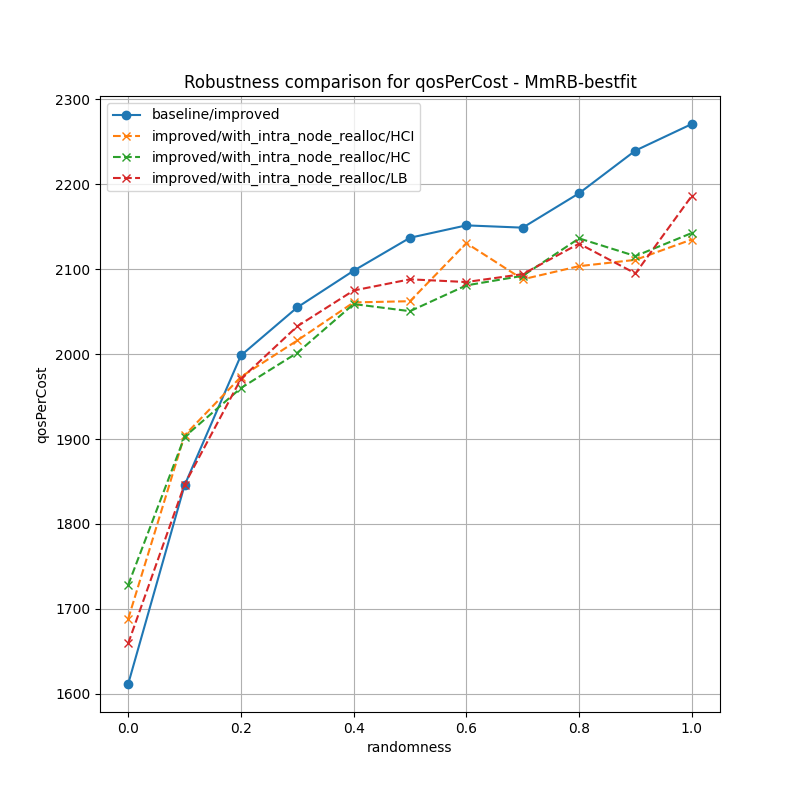 Robustness comparison for qosPerCost - MmRB-bestfit
baseline/improved
improved/with_intra_node_realloc/HCI
improved/with_intra_node_realloc/HC
improved/with_intra_node_realloc/LB
2300
2200
2100
2000
1900
1800
1700
1600
qosPerCost
0.0 0.2 0.4 0.6 0.8 1.0
randomness